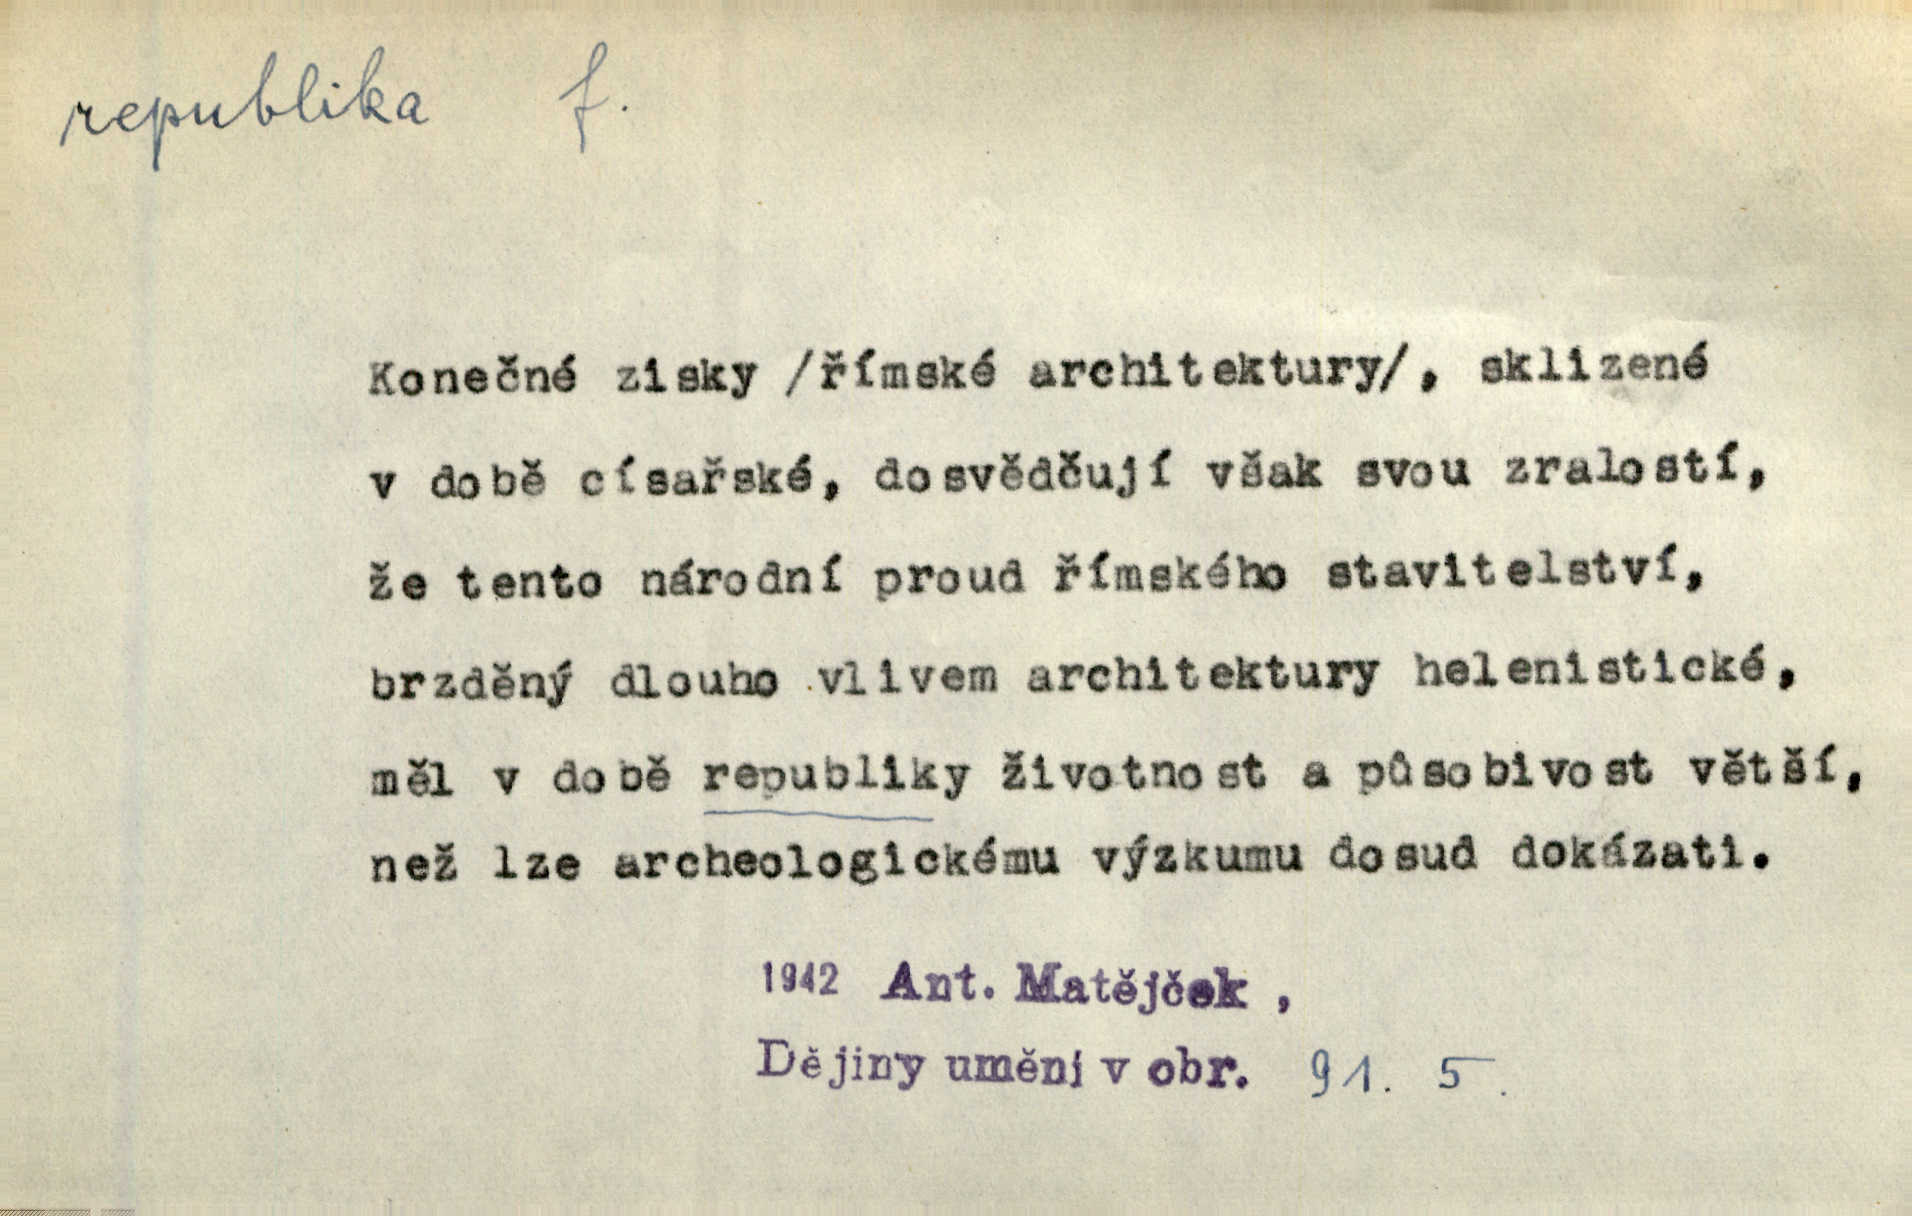 republika f.
Konečné zisky /římské architektury/, sklizené
v době císařské, dosvědčují však svou zralostí,
že tento národní proud římského stavitelství,
brzděný dlouho vlivem architektury helenistické,
měl v době republiky životnost a působivost větší,
než lze archeologickému výzkumu dosud dokázati.
1942 Ant. Matějček ,
Dějiny umění v obr. 91. 5.